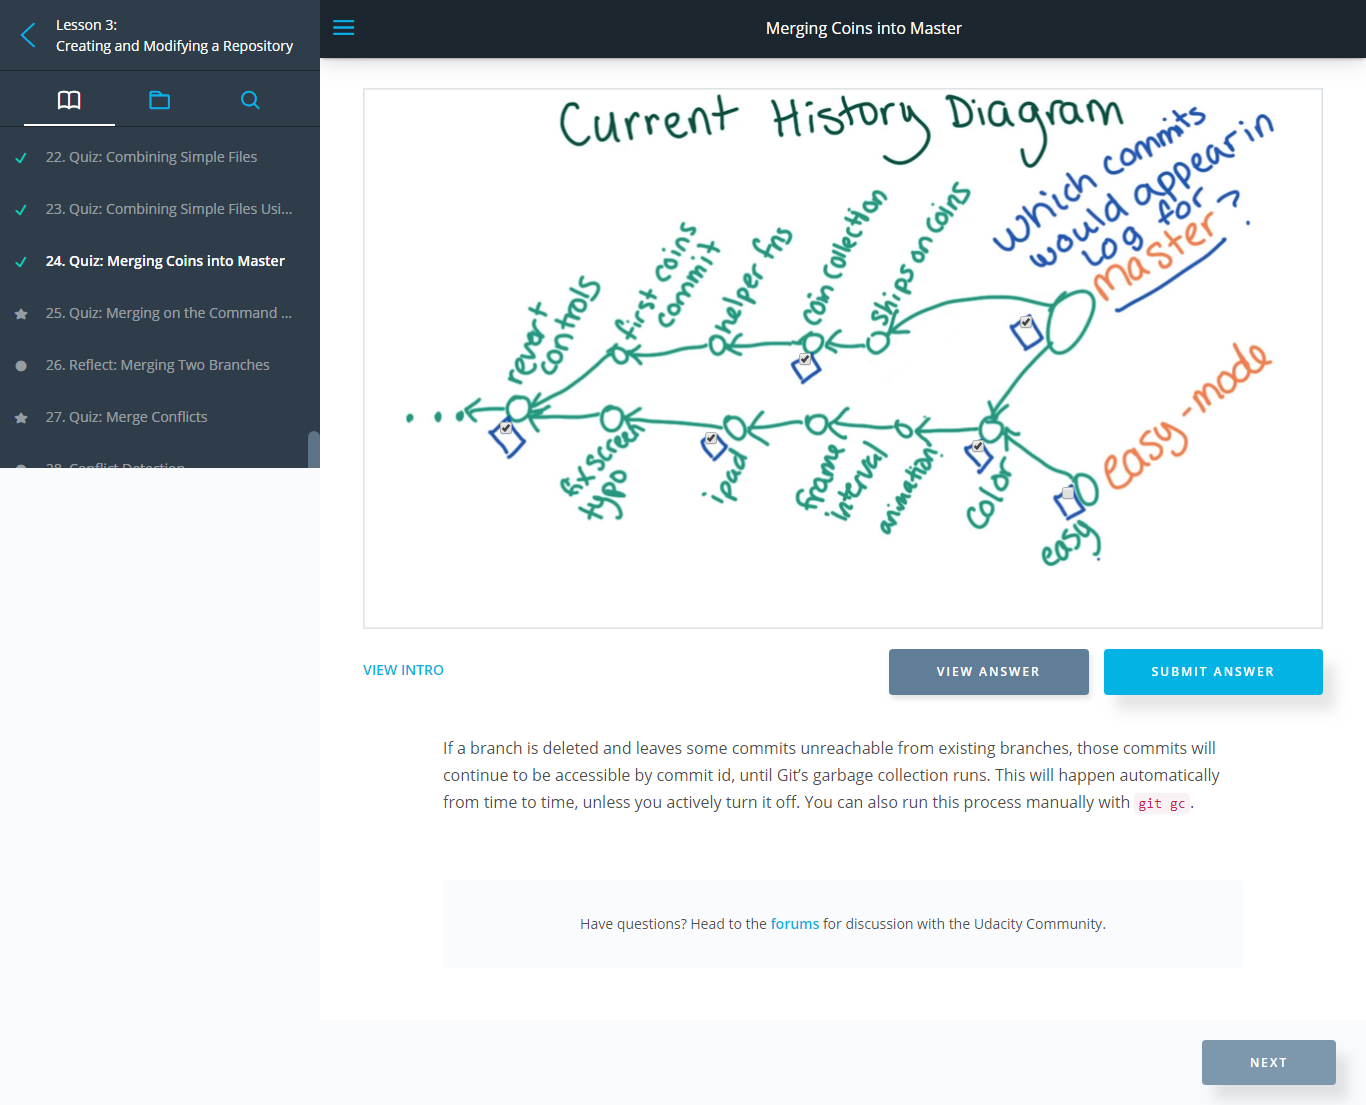 Lesson 3:
Creating and Modifying a Repository
22. Quiz: Combining Simple Files
23. Quiz: Combining Simple Files Usi...
24. Quiz: Merging Coins into Master
25. Quiz: Merging on the Command ...
26. Reflect: Merging Two Branches
27. Quiz: Merge Conflicts
28. Conflict Detection
Merging Coins into Master
Current History Diagram
which commits
would appear in
log for
master?
revert
controls
first coins
commit
helper fns
coin collection
ships on coins
fix screen
typo
ipad
frame
interval
animation
color
easy
easy-mode
VIEW INTRO
VIEW ANSWER
SUBMIT ANSWER
If a branch is deleted and leaves some commits unreachable from existing branches, those commits will
continue to be accessible by commit id, until Git’s garbage collection runs. This will happen automatically
from time to time, unless you actively turn it off. You can also run this process manually with git gc.
Have questions? Head to the forums for discussion with the Udacity Community.
NEXT